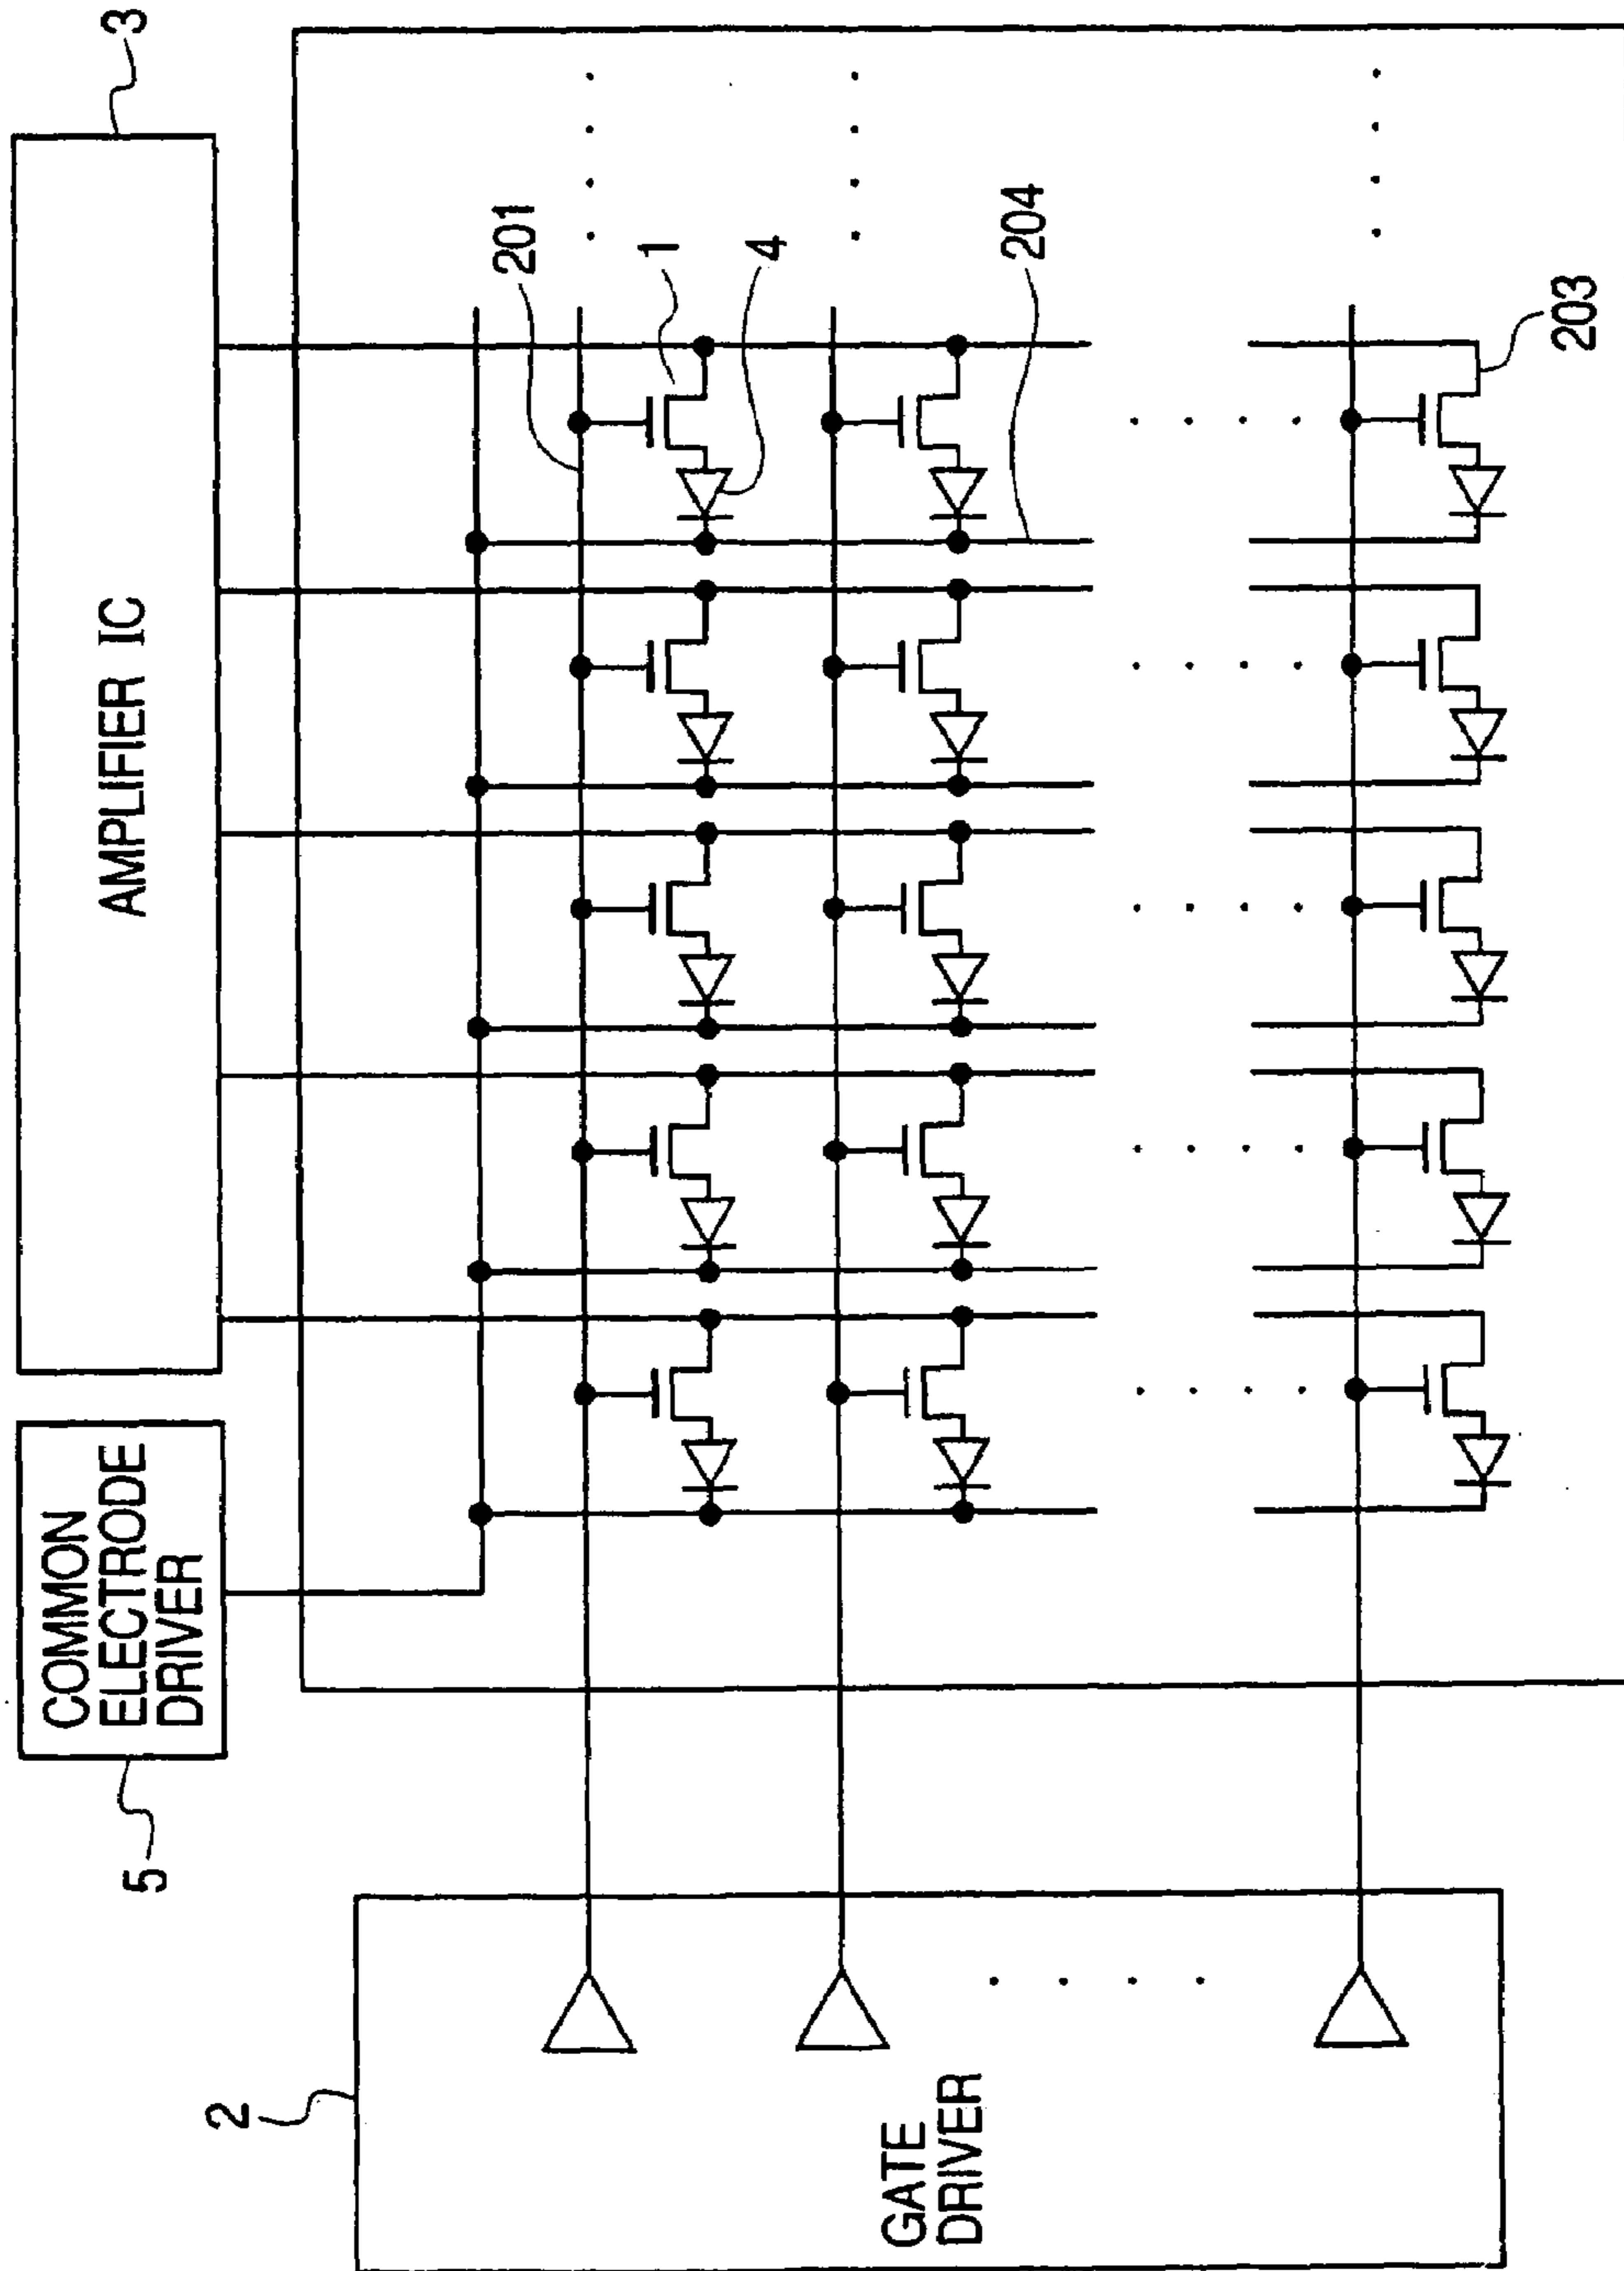 AMPLIFIER IC
3
COMMON
ELECTRODE
DRIVER
5
201
1
4
204
203
2
GATE
DRIVER